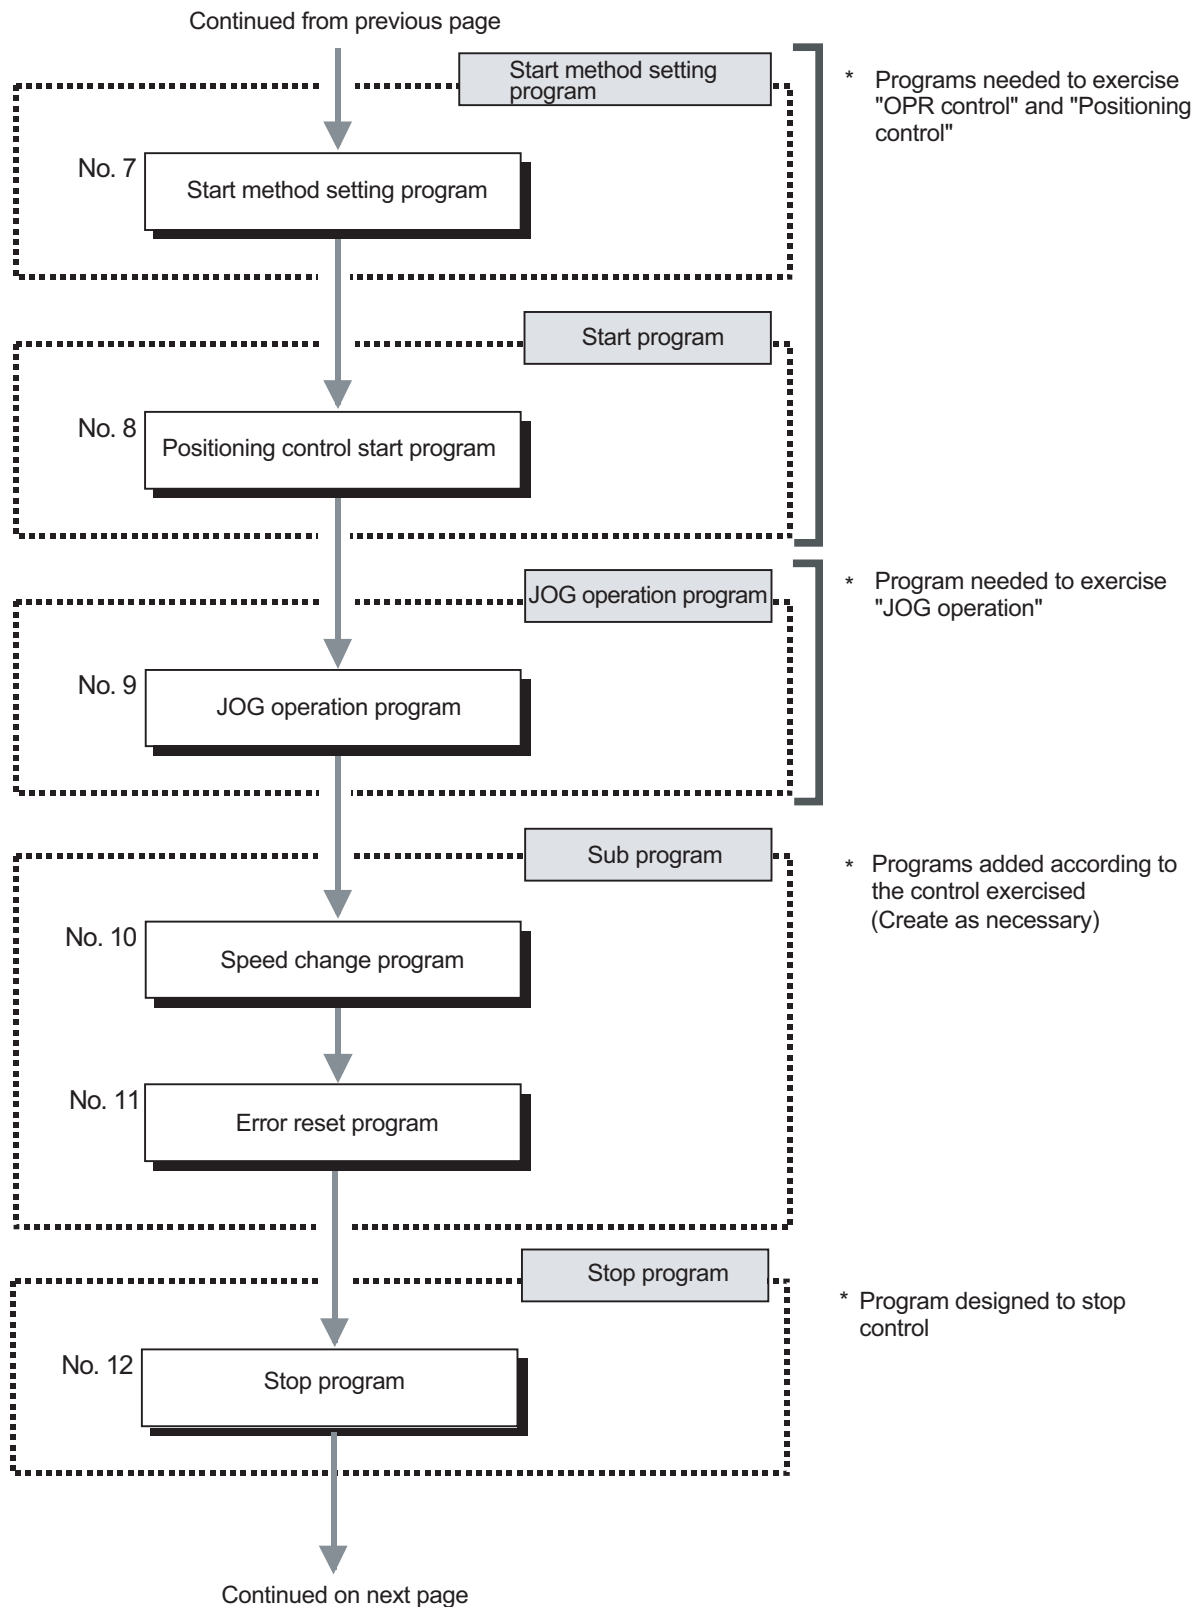 Continued from previous page
Start method setting
program
* Programs needed to exercise
"OPR control" and "Positioning
control"
No. 7
Start method setting program
Start program
No. 8
Positioning control start program
JOG operation program
* Program needed to exercise
"JOG operation"
No. 9
JOG operation program
Sub program
* Programs added according to
the control exercised
(Create as necessary)
No. 10
Speed change program
No. 11
Error reset program
Stop program
* Program designed to stop
control
No. 12
Stop program
Continued on next page